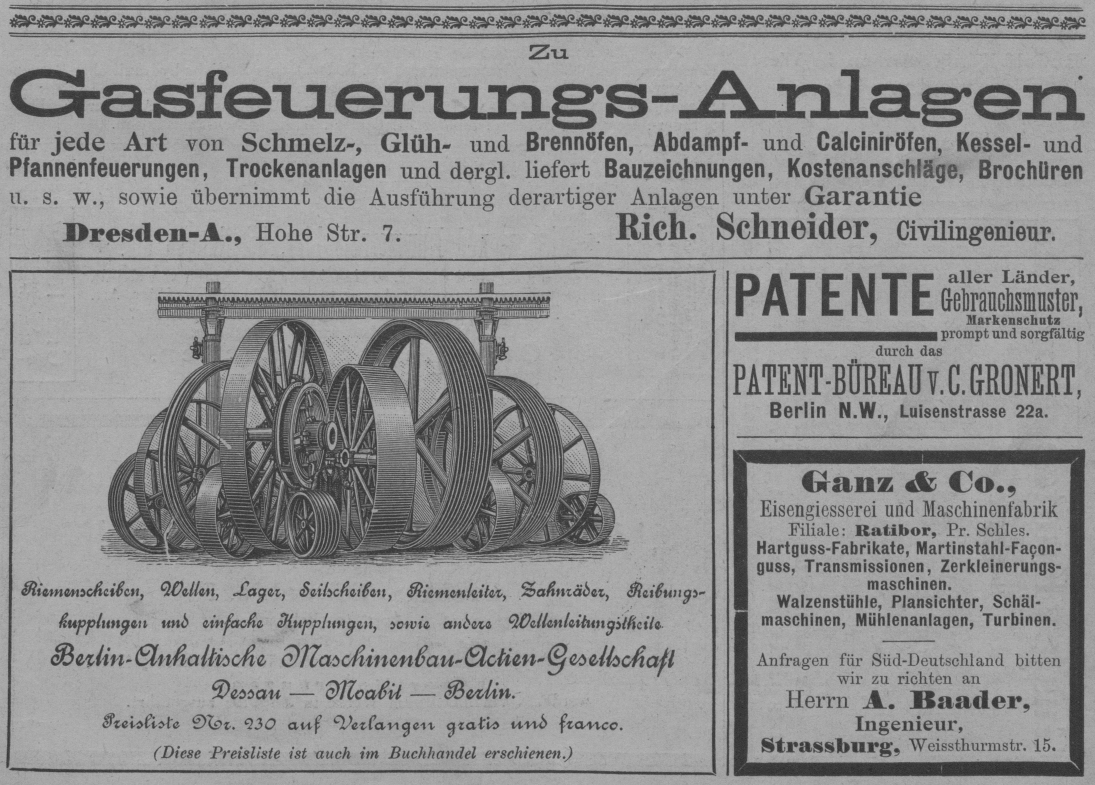 Zu
Gasfeuerungs-Anlagen
für jede Art von Schmelz-, Glüh- und Brennöfen, Abdampf- und Calciniröfen, Kessel- und
Pfannenfeuerungen, Trockenanlagen und dergl. liefert Bauzeichnungen, Kostenanschläge, Brochüren
u. s. w., sowie übernimmt die Ausführung derartiger Anlagen unter Garantie
Dresden-A., Hohe Str. 7. Rich. Schneider, Civilingenieur.
Riemenscheiben, Wellen, Lager, Seilscheiben, Riemenleiter, Zahnräder, Reibungs-
kupplungen und einfache Kupplungen, sowie andere Wellenleitungstheile
Berlin-Anhaltische Maschinenbau-Actien-Gesellschaft
Dessau — Moabit — Berlin.
Preisliste Nr. 230 auf Verlangen gratis und franco.
(Diese Preisliste ist auch im Buchhandel erschienen.)
PATENTE aller Länder,
Gebrauchsmuster,
Markenschutz
prompt und sorgfältig
durch das
PATENT-BÜREAU v. C. GRONERT,
Berlin N.W., Luisenstrasse 22a.
Ganz & Co.,
Eisengiesserei und Maschinenfabrik
Filiale: Ratibor, Pr. Schles.
Hartguss-Fabrikate, Martinstahl-Façon-
guss, Transmissionen, Zerkleinerungs-
maschinen.
Walzenstühle, Plansichter, Schäl-
maschinen, Mühlenanlagen, Turbinen.
Anfragen für Süd-Deutschland bitten
wir zu richten an
Herrn A. Baader,
Ingenieur,
Strassburg, Weissthurmstr. 15.